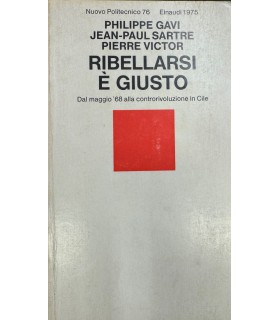 Nuovo Politecnico 76 Einaudi 1975
PHILIPPE GAVI
JEAN-PAUL SARTRE
PIERRE VICTOR
RIBELLARSI
È GIUSTO
Dal maggio '68 alla controrivoluzione in Cile